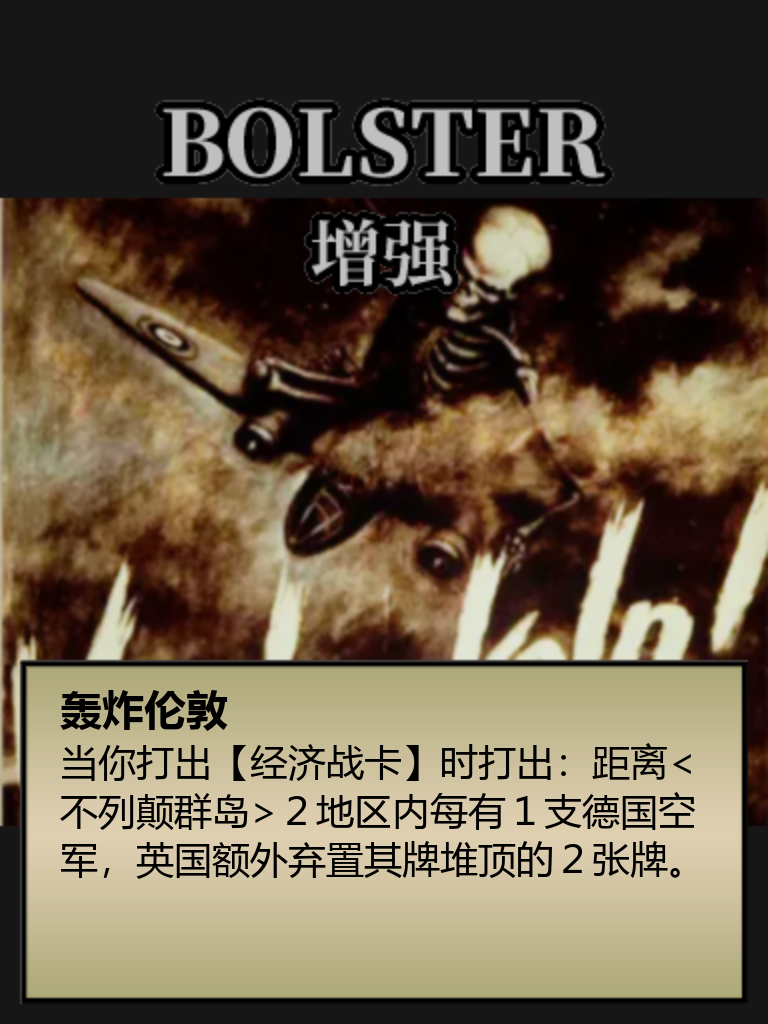 BOLSTER
增强
轰炸伦敦
当你打出【经济战卡】时打出：距离<
不列颠群岛> 2 地区内每有 1 支德国空
军，英国额外弃置其牌堆顶的 2 张牌。